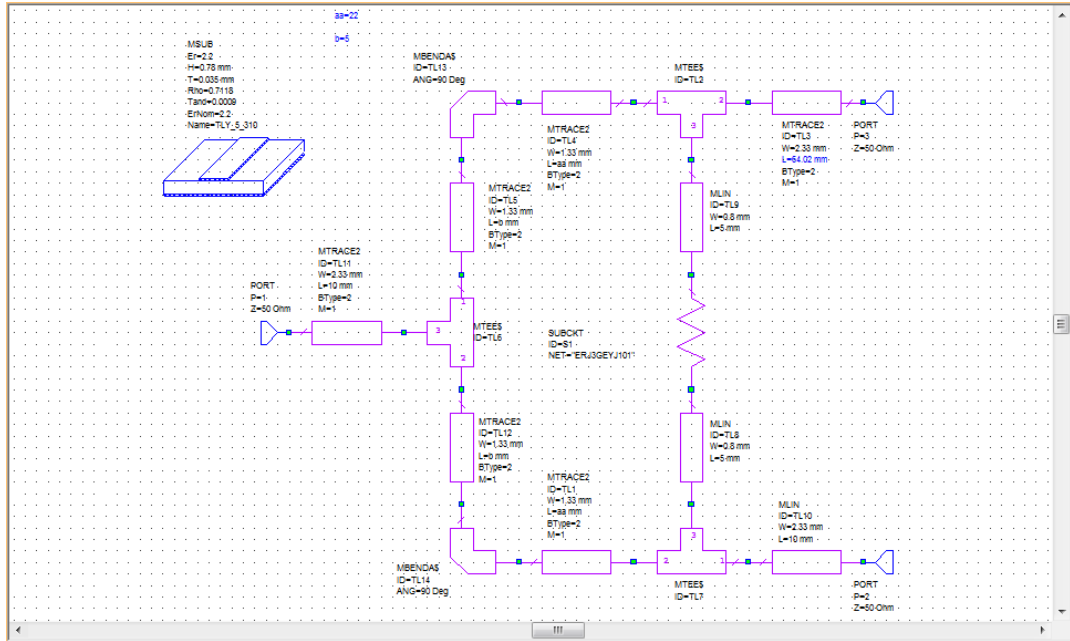 aa=22
b=5
MSUB
Er=2.2
H=0.78 mm
T=0.035 mm
Rho=0.7118
Tand=0.0009
ErNom=2.2
Name=TLY_5_310
MBENDA$
ID=TL13
ANG=90 Deg
MTRACE2
ID=TL4
W=1.33 mm
L=aa mm
BType=2
M=1
MTEE$
ID=TL2
1
2
3
MTRACE2
ID=TL3
W=2.33 mm
L=64.02 mm
BType=2
M=1
PORT
P=3
Z=50 Ohm
MTRACE2
ID=TL5
W=1.33 mm
L=b mm
BType=2
M=1
MLIN
ID=TL9
W=0.8 mm
L=5 mm
PORT
P=1
Z=50 Ohm
MTRACE2
ID=TL11
W=2.33 mm
L=10 mm
BType=2
M=1
1
3
2
MTEE$
ID=TL6
SUBCKT
ID=S1
NET="ERJ3GEYJ101"
MTRACE2
ID=TL12
W=1.33 mm
L=b mm
BType=2
M=1
MLIN
ID=TL8
W=0.8 mm
L=5 mm
MBENDA$
ID=TL14
ANG=90 Deg
MTRACE2
ID=TL1
W=1.33 mm
L=aa mm
BType=2
M=1
3
2
1
MTEE$
ID=TL7
MLIN
ID=TL10
W=2.33 mm
L=10 mm
PORT
P=2
Z=50 Ohm